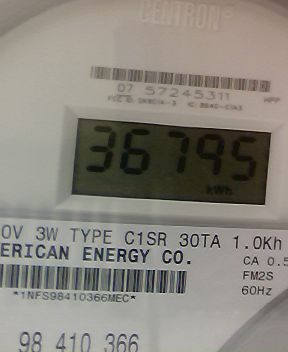 CENTRON®
07 57245311
36795
kWh
0V 3W TYPE C1SR 30TA 1.0Kh
ERICAN ENERGY CO.
CA 0.5
FM2S
*1NFS98410366MEC*
60Hz
98 410 366